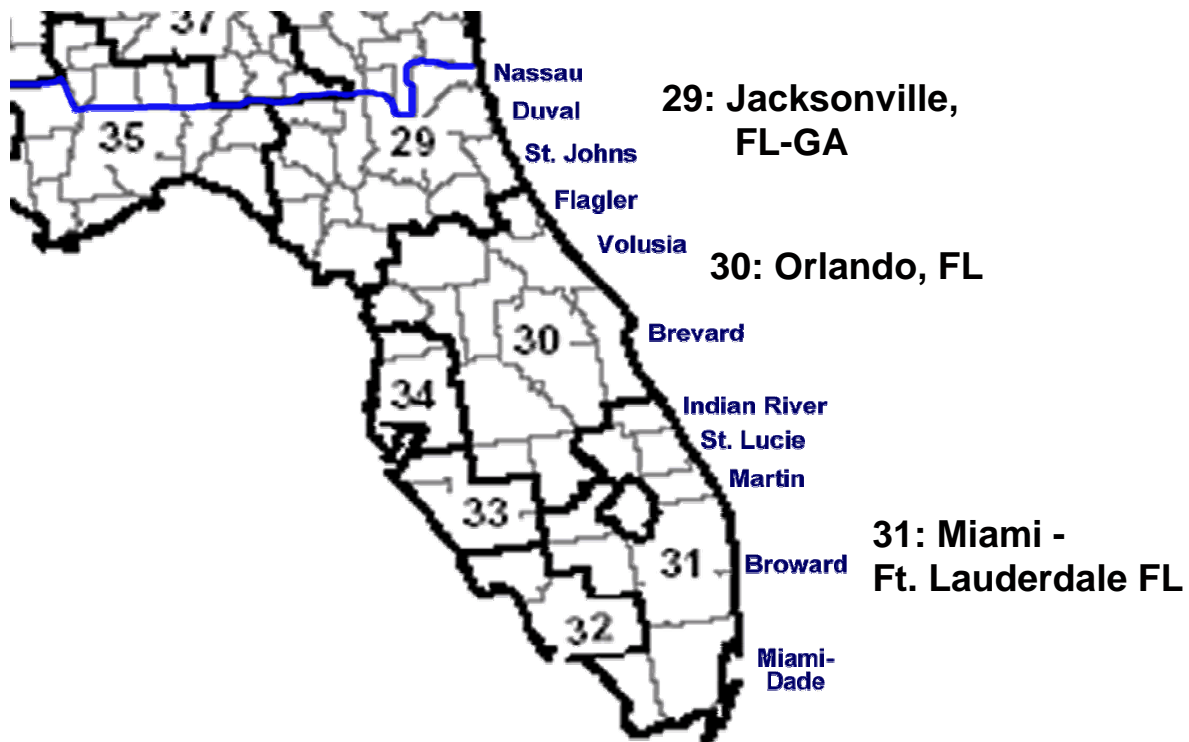 37
Nassau
29: Jacksonville,
FL-GA
Duval
35
29
St. Johns
Flagler
Volusia
30: Orlando, FL
Brevard
30
34
Indian River
St. Lucie
Martin
33
31: Miami -
Ft. Lauderdale FL
31
Broward
32
Miami-
Dade